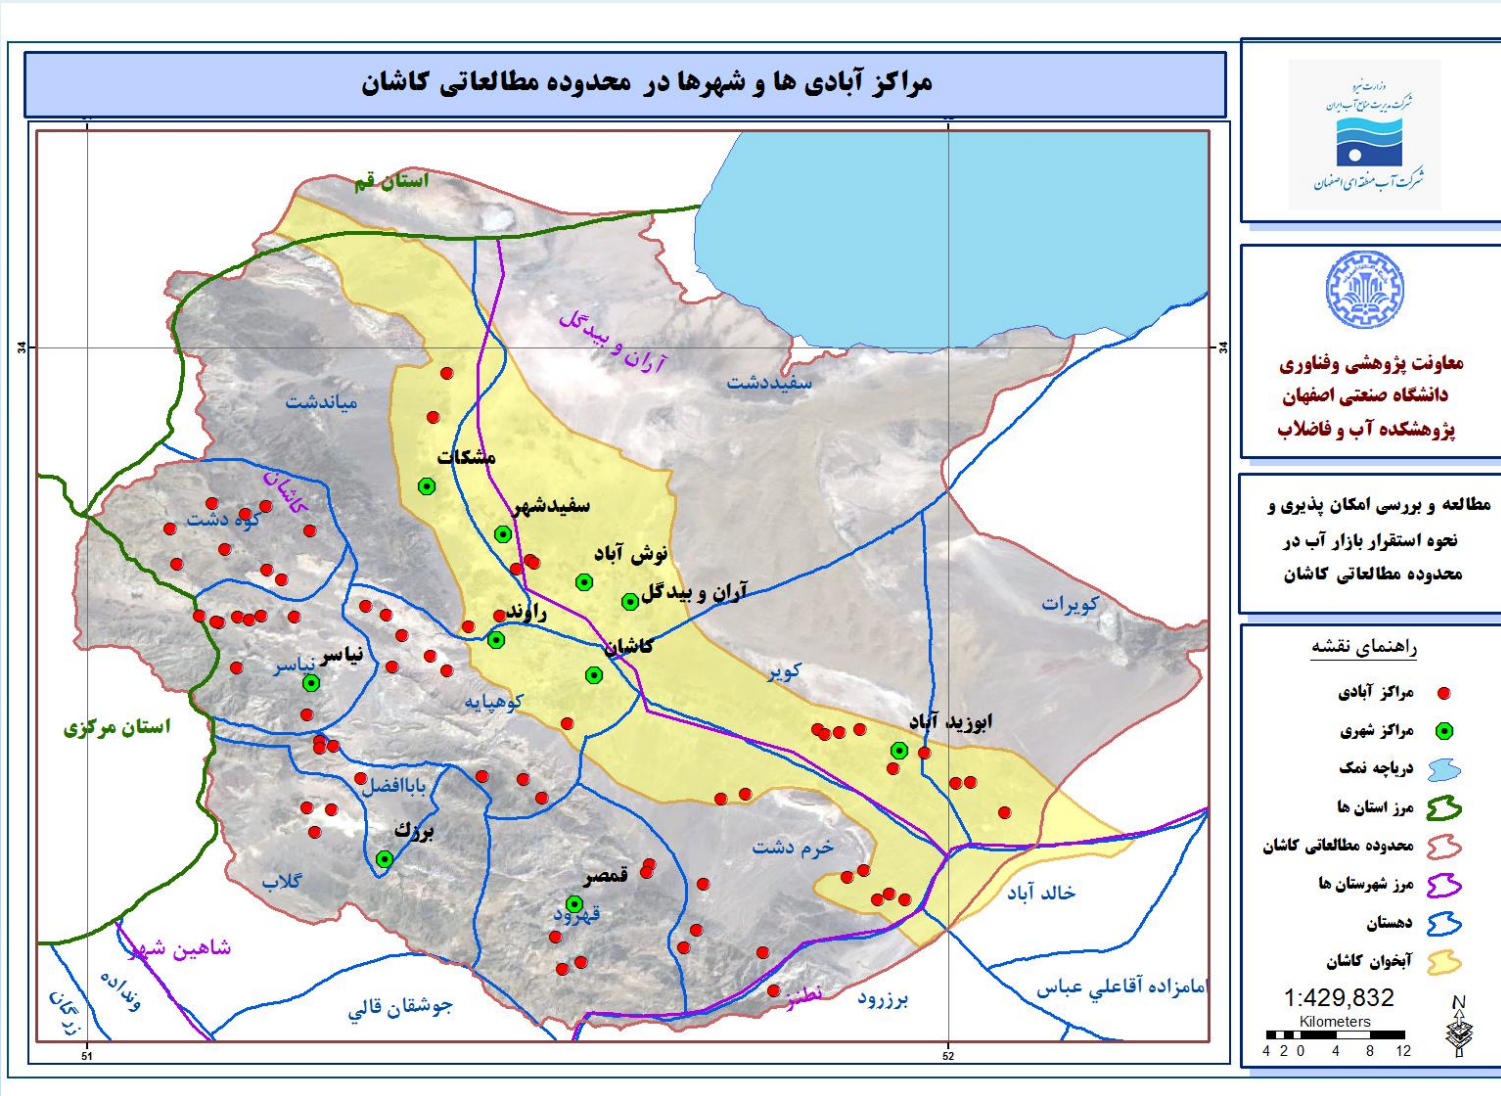 مراکز آبادی ها و شهرها در محدوده مطالعاتی کاشان
51
52
34
34
استان قم
آران و بیدگل
سفیددشت
میاندشت
مشکات
کاشان
کوه دشت
سفیدشهر
نوش آباد
آران و بیدگل
راوند
کاشان
کویرات
نیاسر
نیاسر
کویر
کوهپایه
استان مرکزی
ابوزید آباد
باباافضل
برزك
خرم دشت
گلاب
قمصر
قهرود
خالد آباد
شاهین شهر
ونداده
زرگان
جوشقان قالي
نطنز
برزرود
امامزاده آقاعلي عباس
51
52
وزارت نیرو
شرکت مدیریت منابع آب ایران
شرکت آب منطقه ای اصفهان
معاونت پژوهشی وفناوری
دانشگاه صنعتی اصفهان
پژوهشکده آب و فاضلاب
مطالعه و بررسی امکان پذیری و
نحوه استقرار بازار آب در
محدوده مطالعاتی کاشان
راهنمای نقشه
مراکز آبادی
مراکز شهری
دریاچه نمک
مرز استان ها
محدوده مطالعاتی کاشان
مرز شهرستان ها
دهستان
آبخوان کاشان
1:429,832
Kilometers
4 2 0 4 8 12
N